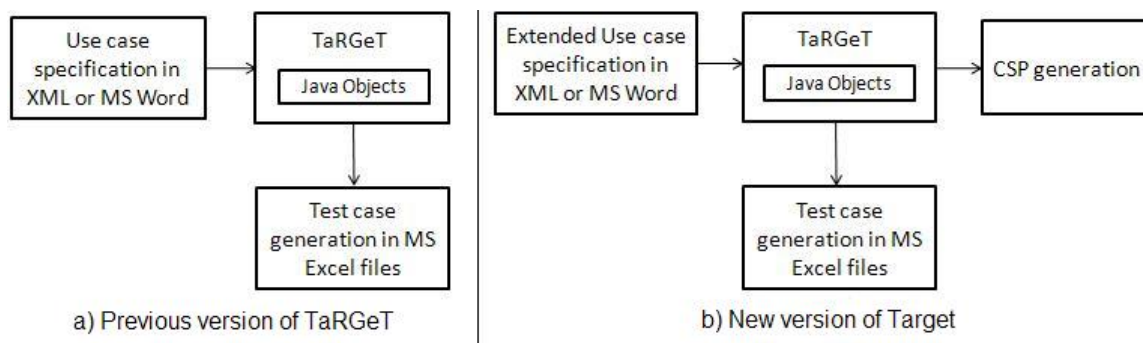 Use case
specification in
XML or MS Word
TaRGeT
Java Objects
Test case
generation in MS
Excel files
a) Previous version of TaRGeT
Extended Use case
specification in
XML or MS Word
TaRGeT
Java Objects
CSP generation
Test case
generation in MS
Excel files
b) New version of Target